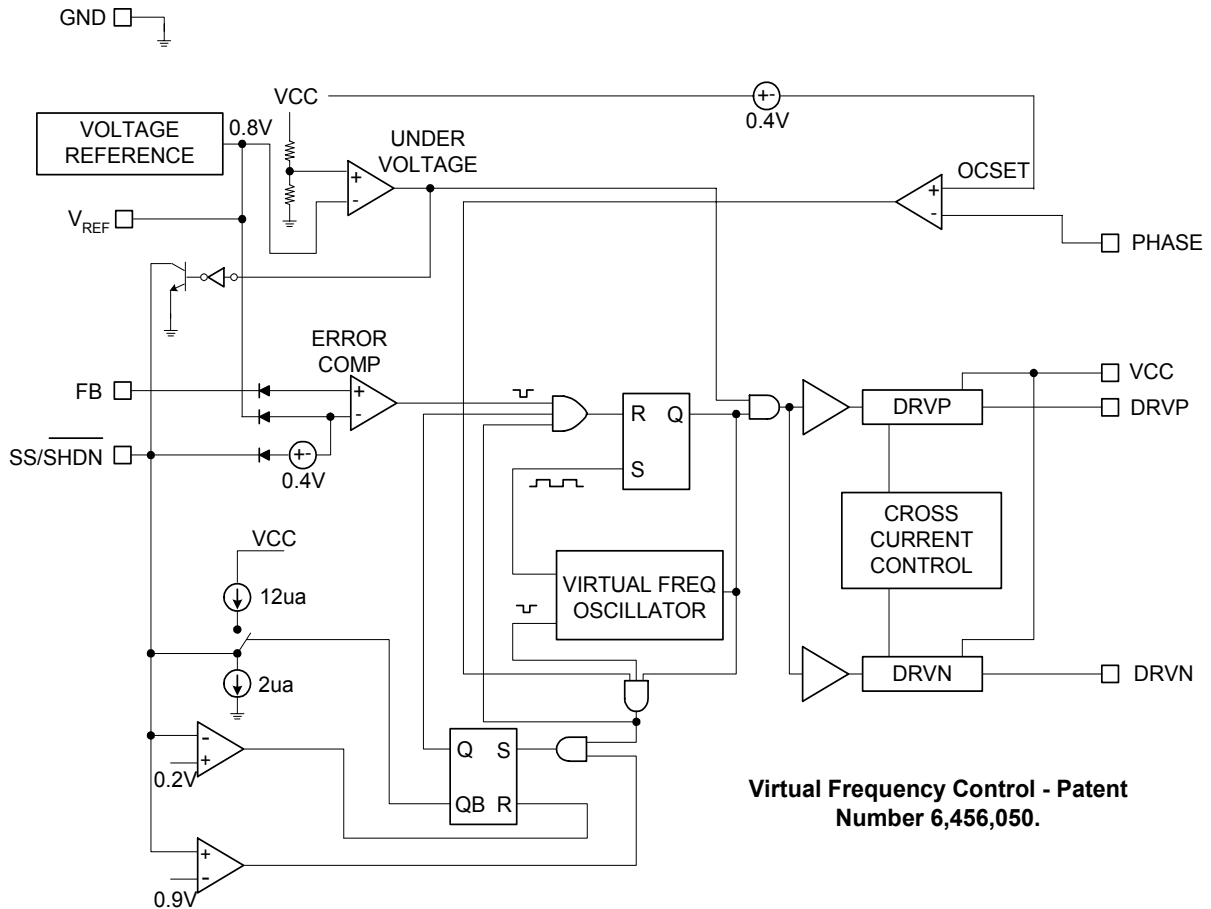 GND
VCC
0.4V
VOLTAGE
REFERENCE
0.8V
UNDER
VOLTAGE
OCSET
+
-
+
-
VREF
PHASE
ERROR
COMP
FB
+
-
SS/SHDN
0.4V
R Q
S
VCC
DRVP
DRVP
CROSS
CURRENT
CONTROL
VCC
12ua
2ua
VIRTUAL FREQ
OSCILLATOR
DRVN
DRVN
-
+
0.2V
Q S
QB R
+
-
0.9V
Virtual Frequency Control - Patent
Number 6,456,050.